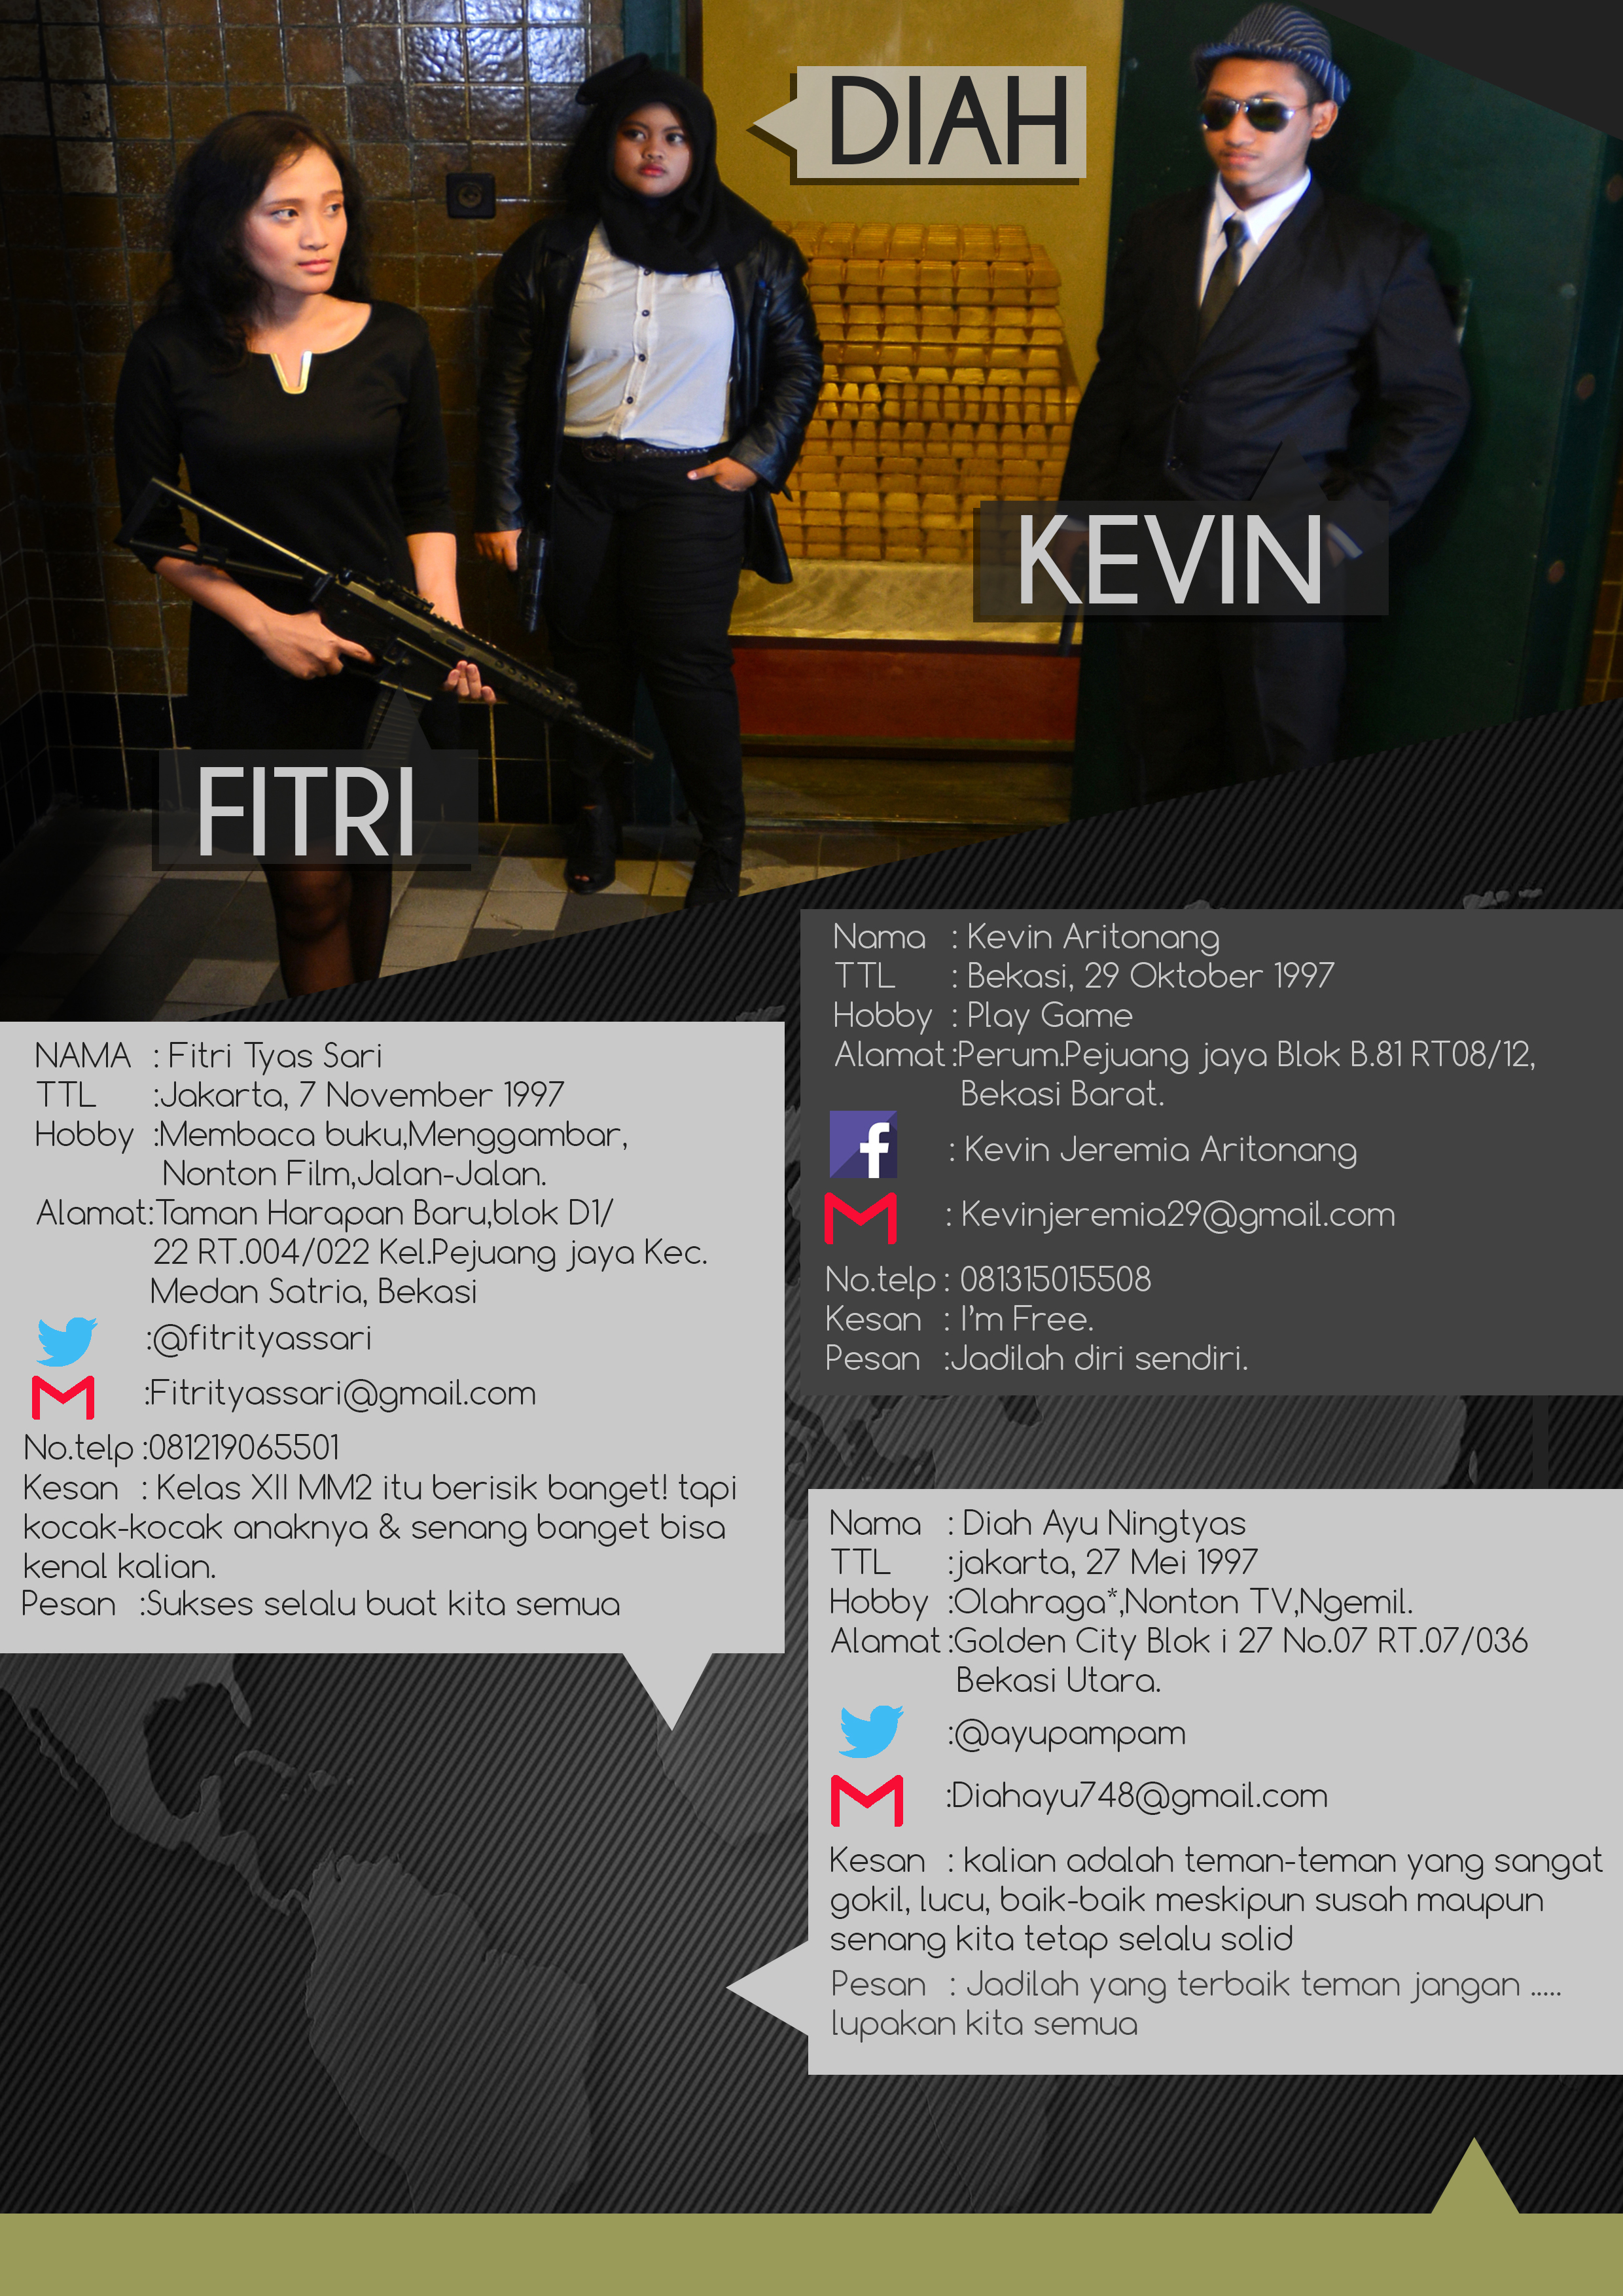 DIAH
KEVIN
FITRI
NAMA : Fitri Tyas Sari
TTL :Jakarta, 7 November 1997
Hobby :Membaca buku,Menggambar,
Nonton Film,Jalan-Jalan.
Alamat:Taman Harapan Baru,blok D1/
22 RT.004/022 Kel.Pejuang jaya Kec.
Medan Satria, Bekasi
:@fitrityassari
:Fitrityassari@gmail.com
No.telp :081219065501
Kesan : Kelas XII MM2 itu berisik banget! tapi
kocak-kocak anaknya & senang banget bisa
kenal kalian.
Pesan :Sukses selalu buat kita semua
Nama : Kevin Aritonang
TTL : Bekasi, 29 Oktober 1997
Hobby : Play Game
Alamat :Perum.Pejuang jaya Blok B.81 RT08/12,
Bekasi Barat.
f : Kevin Jeremia Aritonang
: Kevinjeremia29@gmail.com
No.telp : 081315015508
Kesan : I'm Free.
Pesan :Jadilah diri sendiri.
Nama : Diah Ayu Ningtyas
TTL :jakarta, 27 Mei 1997
Hobby :Olahraga*,Nonton TV,Ngemil.
Alamat :Golden City Blok i 27 No.07 RT.07/036
Bekasi Utara.
:@ayupampam
:Diahayu748@gmail.com
Kesan : kalian adalah teman-teman yang sangat
gokil, lucu, baik-baik meskipun susah maupun
senang kita tetap selalu solid
Pesan : Jadilah yang terbaik teman jangan .....
lupakan kita semua